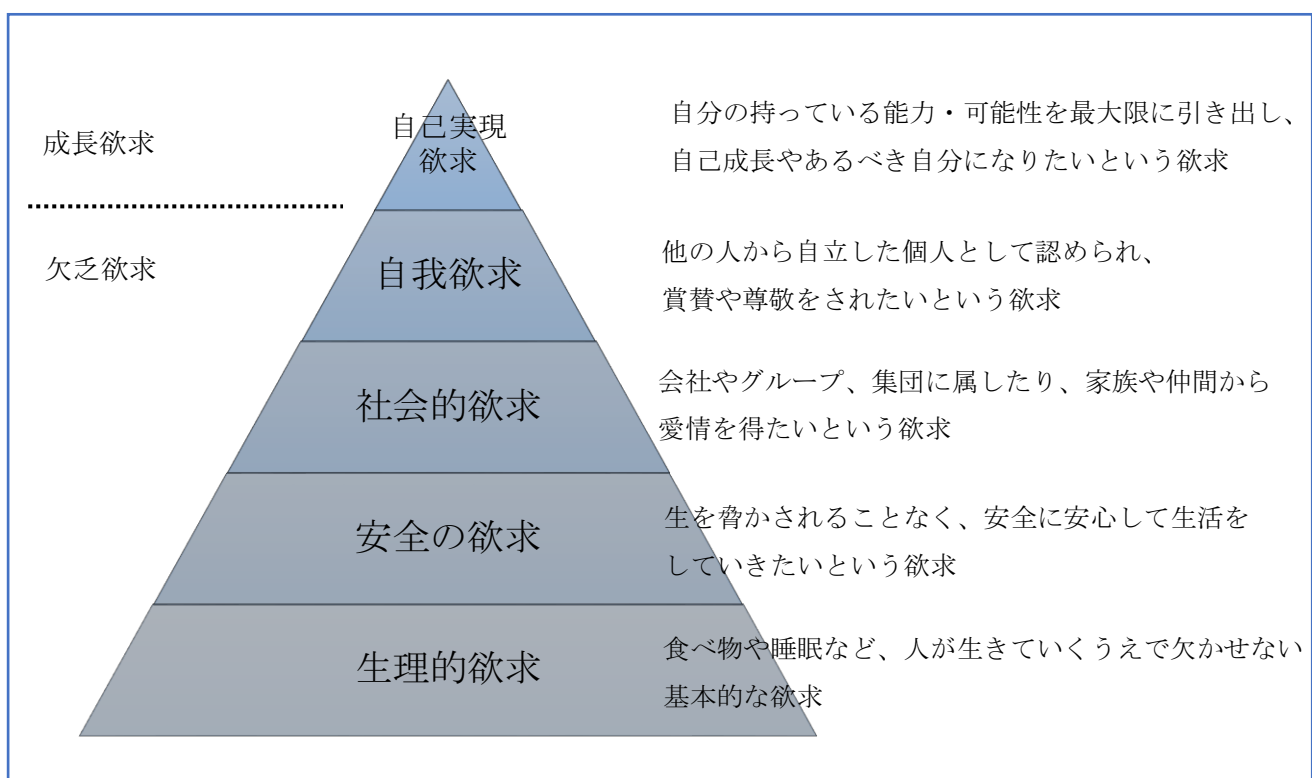 成長欲求
自己実現
欲求
自分の持っている能力・可能性を最大限に引き出し、
自己成長やあるべき自分になりたいという欲求
欠乏欲求
自我欲求
他の人から自立した個人として認められ、
賞賛や尊敬をされたいという欲求
社会的欲求
会社やグループ、集団に属したり、家族や仲間から
愛情を得たいという欲求
安全の欲求
生を脅かされることなく、安全に安心して生活を
していきたいという欲求
生理的欲求
食べ物や睡眠など、人が生きていくうえで欠かせない
基本的な欲求